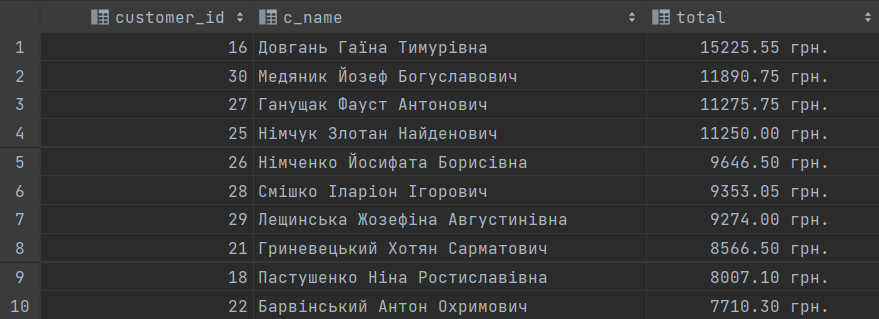 customer_id c_name total
1 16 Довгань Гаїна Тимурівна 15225.55 грн.
2 30 Медяник Йозеф Богуславович 11890.75 грн.
3 27 Ганущак Фауст Антонович 11275.75 грн.
4 25 Німчук Злотан Найденович 11250.00 грн.
5 26 Німченко Йосифата Борисівна 9646.50 грн.
6 28 Смішко Іларіон Ігорович 9353.05 грн.
7 29 Лещинська Жозефіна Августинівна 9274.00 грн.
8 21 Гриневецький Хотян Сарматович 8566.50 грн.
9 18 Пастушенко Ніна Ростиславівна 8007.10 грн.
10 22 Барвінський Антон Охримович 7710.30 грн.